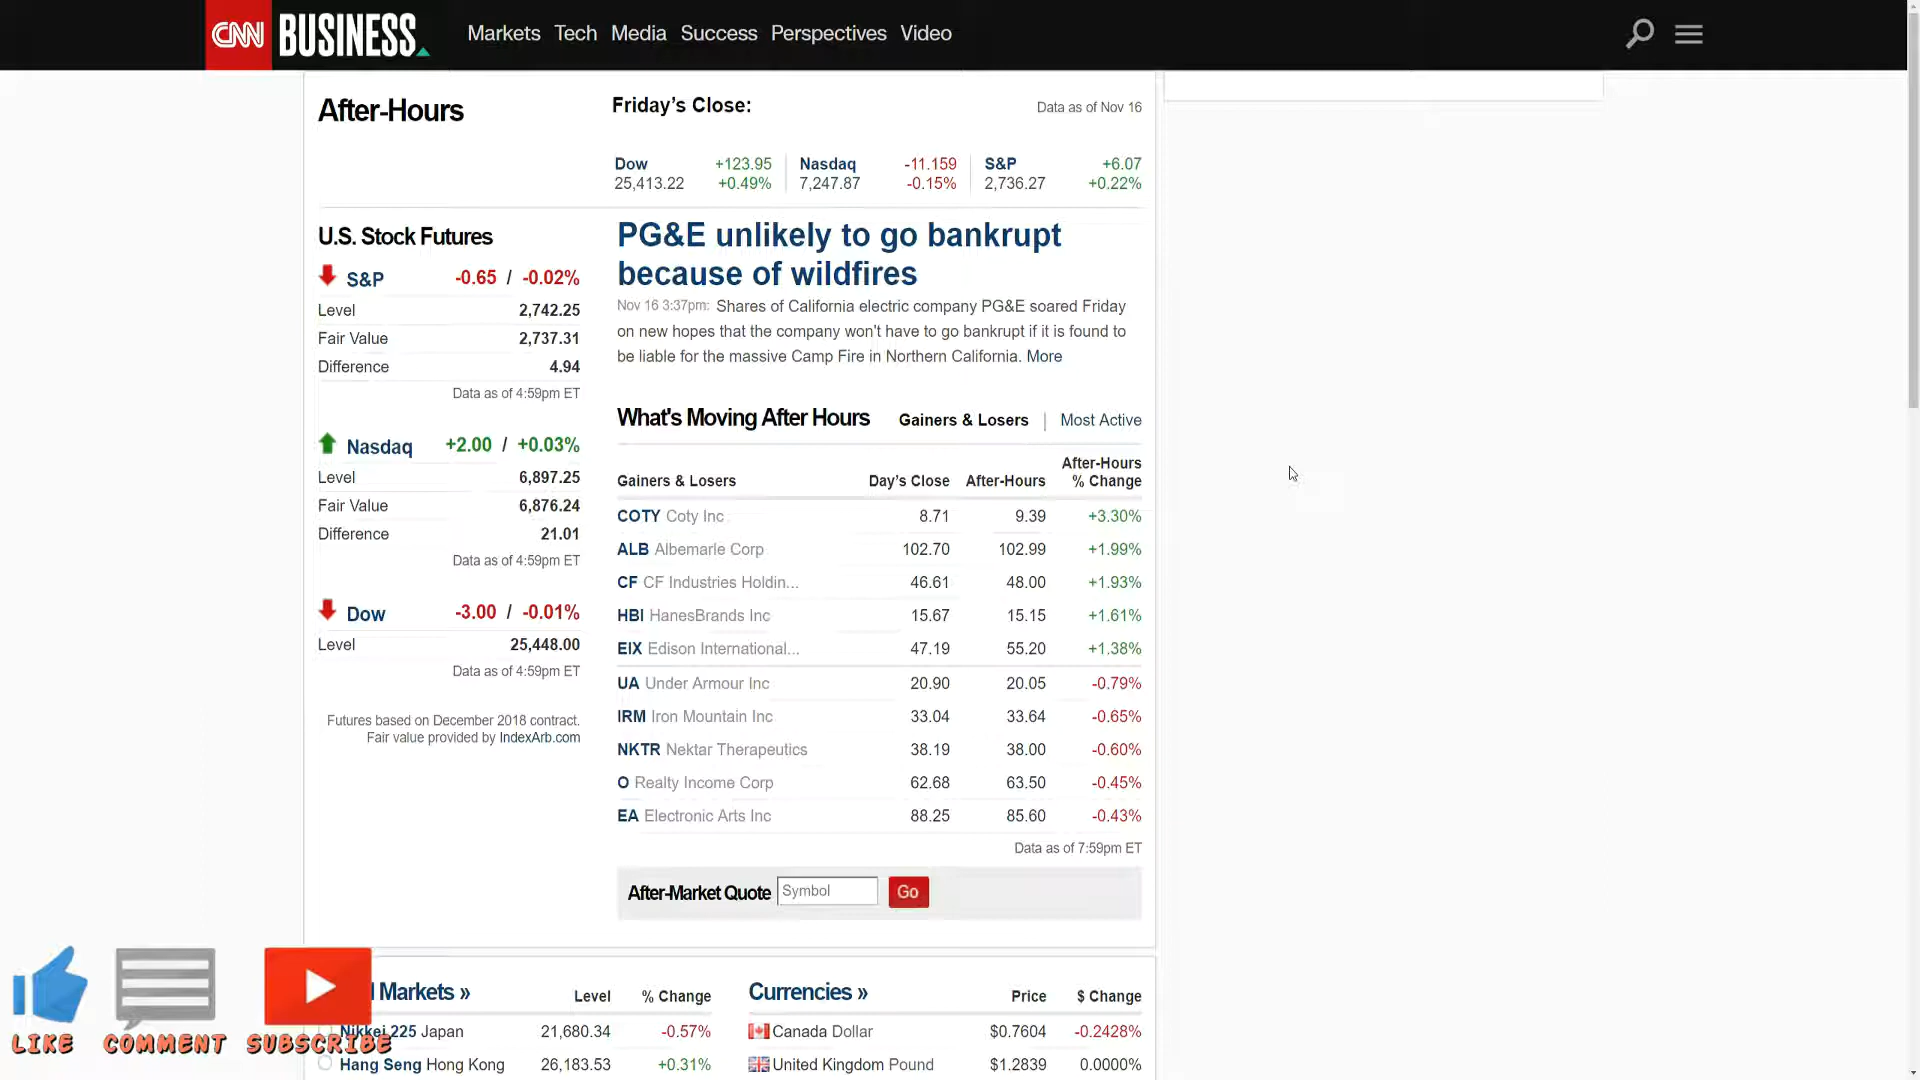 CNN BUSINESS Markets Tech Media Success Perspectives Video
After-Hours
Friday's Close:
Data as of Nov 16
Dow +123.95 Nasdaq -11.159 S&P +6.07
25,413.22 +0.49% 7,247.87 -0.15% 2,736.27 +0.22%
U.S. Stock Futures
S&P -0.65 / -0.02%
Level 2,742.25
Fair Value 2,737.31
Difference 4.94
Data as of 4:59pm ET
Nasdaq +2.00 / +0.03%
Level 6,897.25
Fair Value 6,876.24
Difference 21.01
Data as of 4:59pm ET
Dow -3.00 / -0.01%
Level 25,448.00
Data as of 4:59pm ET
Futures based on December 2018 contract.
Fair value provided by IndexArb.com
PG&E unlikely to go bankrupt
because of wildfires
Nov 16 3:37pm: Shares of California electric company PG&E soared Friday
on new hopes that the company won't have to go bankrupt if it is found to
be liable for the massive Camp Fire in Northern California. More
What's Moving After Hours Gainers & Losers | Most Active
Gainers & Losers Day's Close After-Hours After-Hours
% Change
COTY Coty Inc 8.71 9.39 +3.30%
ALB Albemarle Corp 102.70 102.99 +1.99%
CF CF Industries Holdin... 46.61 48.00 +1.93%
HBI HanesBrands Inc 15.67 15.15 +1.61%
EIX Edison International... 47.19 55.20 +1.38%
UA Under Armour Inc 20.90 20.05 -0.79%
IRM Iron Mountain Inc 33.04 33.64 -0.65%
NKTR Nektar Therapeutics 38.19 38.00 -0.60%
O Realty Income Corp 62.68 63.50 -0.45%
EA Electronic Arts Inc 88.25 85.60 -0.43%
Data as of 7:59pm ET
After-Market Quote Symbol Go
Markets » Level % Change
Nikkei 225 Japan 21,680.34 -0.57%
Hang Seng Hong Kong 26,183.53 +0.31%
Currencies » Price $ Change
Canada Dollar $0.7604 -0.2428%
United Kingdom Pound $1.2839 0.0000%
LIKE COMMENT SUBSCRIBE